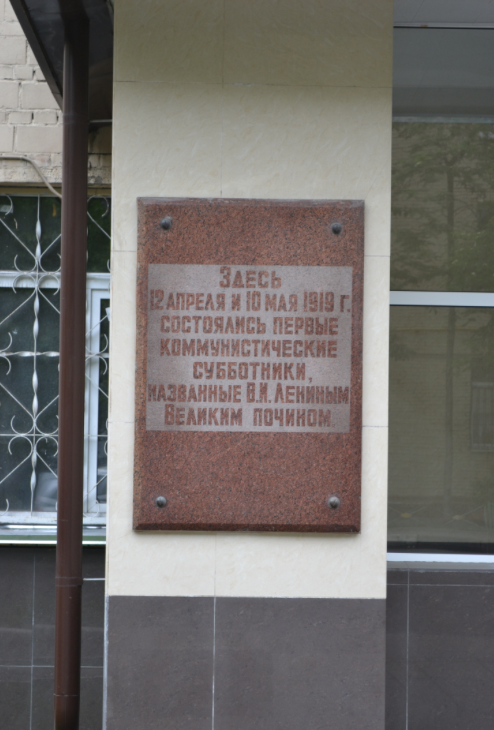 Здесь
12 апреля и 10 мая 1919 г.
состоялись первые
коммунистические
субботники,
названные В.И. Лениным
Великим почином.